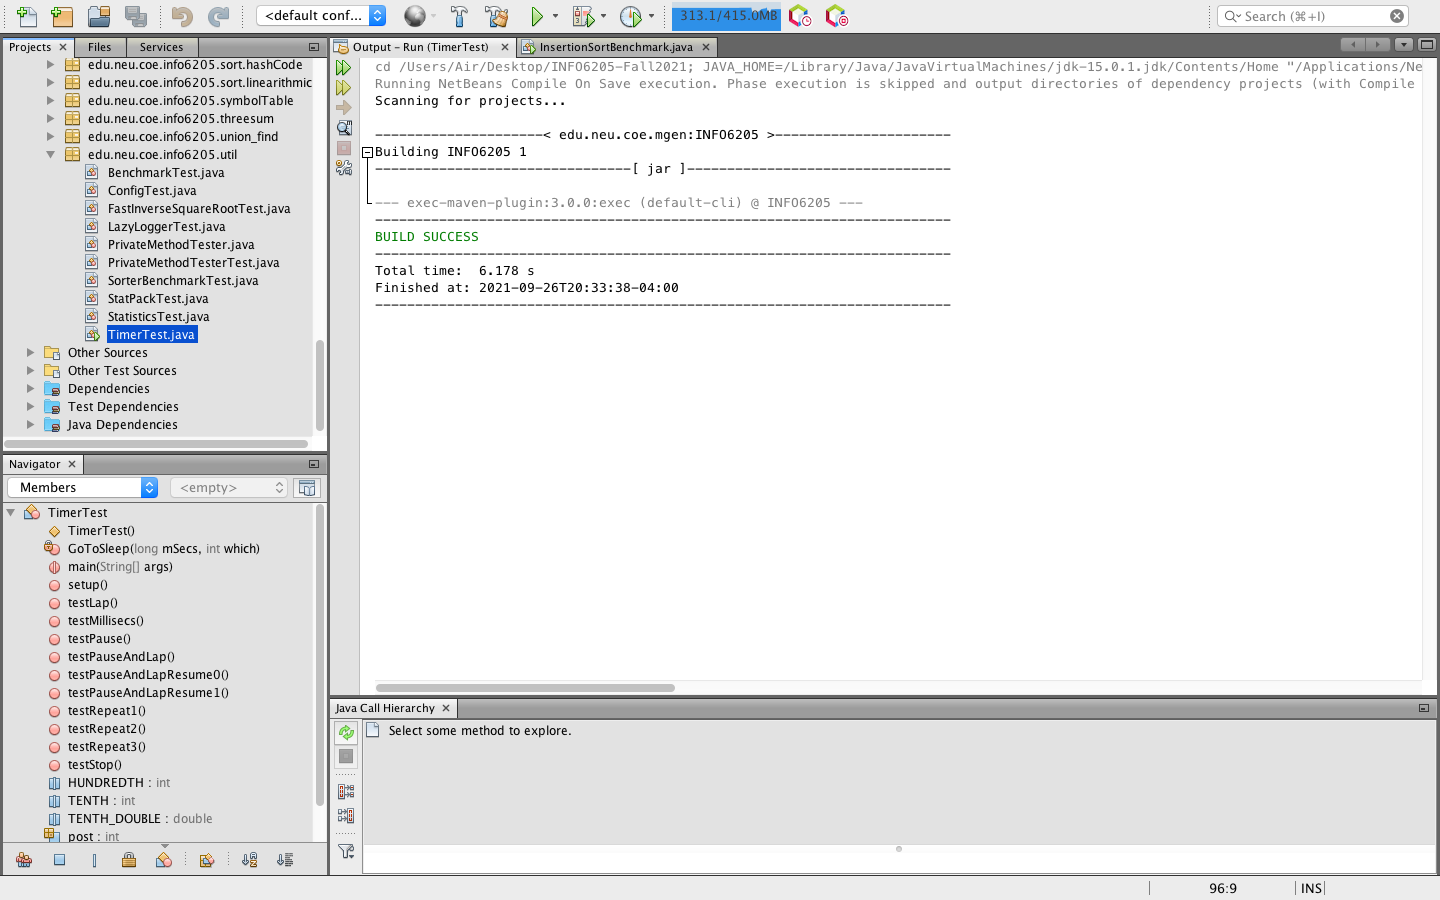 <default conf...
313.1/415.0MB
Search (⌘+I)
Projects
Files
Services
edu.neu.coe.info6205.sort.hashCode
edu.neu.coe.info6205.sort.linearithmic
edu.neu.coe.info6205.symbolTable
edu.neu.coe.info6205.threesum
edu.neu.coe.info6205.union_find
edu.neu.coe.info6205.util
BenchmarkTest.java
ConfigTest.java
FastInverseSquareRootTest.java
LazyLoggerTest.java
PrivateMethodTester.java
PrivateMethodTesterTest.java
SorterBenchmarkTest.java
StatPackTest.java
StatisticsTest.java
TimerTest.java
Other Sources
Other Test Sources
Dependencies
Test Dependencies
Java Dependencies
Navigator
Members
<empty>
TimerTest
TimerTest()
GoToSleep(long mSecs, int which)
main(String[] args)
setup()
testLap()
testMillisecs()
testPause()
testPauseAndLap()
testPauseAndLapResume0()
testPauseAndLapResume1()
testRepeat1()
testRepeat2()
testRepeat3()
testStop()
HUNDREDTH : int
TENTH : int
TENTH_DOUBLE : double
post : int
Output – Run (TimerTest)
InsertionSortBenchmark.java
cd /Users/Air/Desktop/INFO6205-Fall2021; JAVA_HOME=/Library/Java/JavaVirtualMachines/jdk-15.0.1.jdk/Contents/Home "/Applications/Ne
Running NetBeans Compile On Save execution. Phase execution is skipped and output directories of dependency projects (with Compile
Scanning for projects...
---------------------< edu.neu.coe.mgen:INFO6205 >----------------------
Building INFO6205 1
--------------------------------[ jar ]---------------------------------
--- exec-maven-plugin:3.0.0:exec (default-cli) @ INFO6205 ---
------------------------------------------------------------------------
BUILD SUCCESS
------------------------------------------------------------------------
Total time:  6.178 s
Finished at: 2021-09-26T20:33:38-04:00
------------------------------------------------------------------------
Java Call Hierarchy
Select some method to explore.
96:9
INS